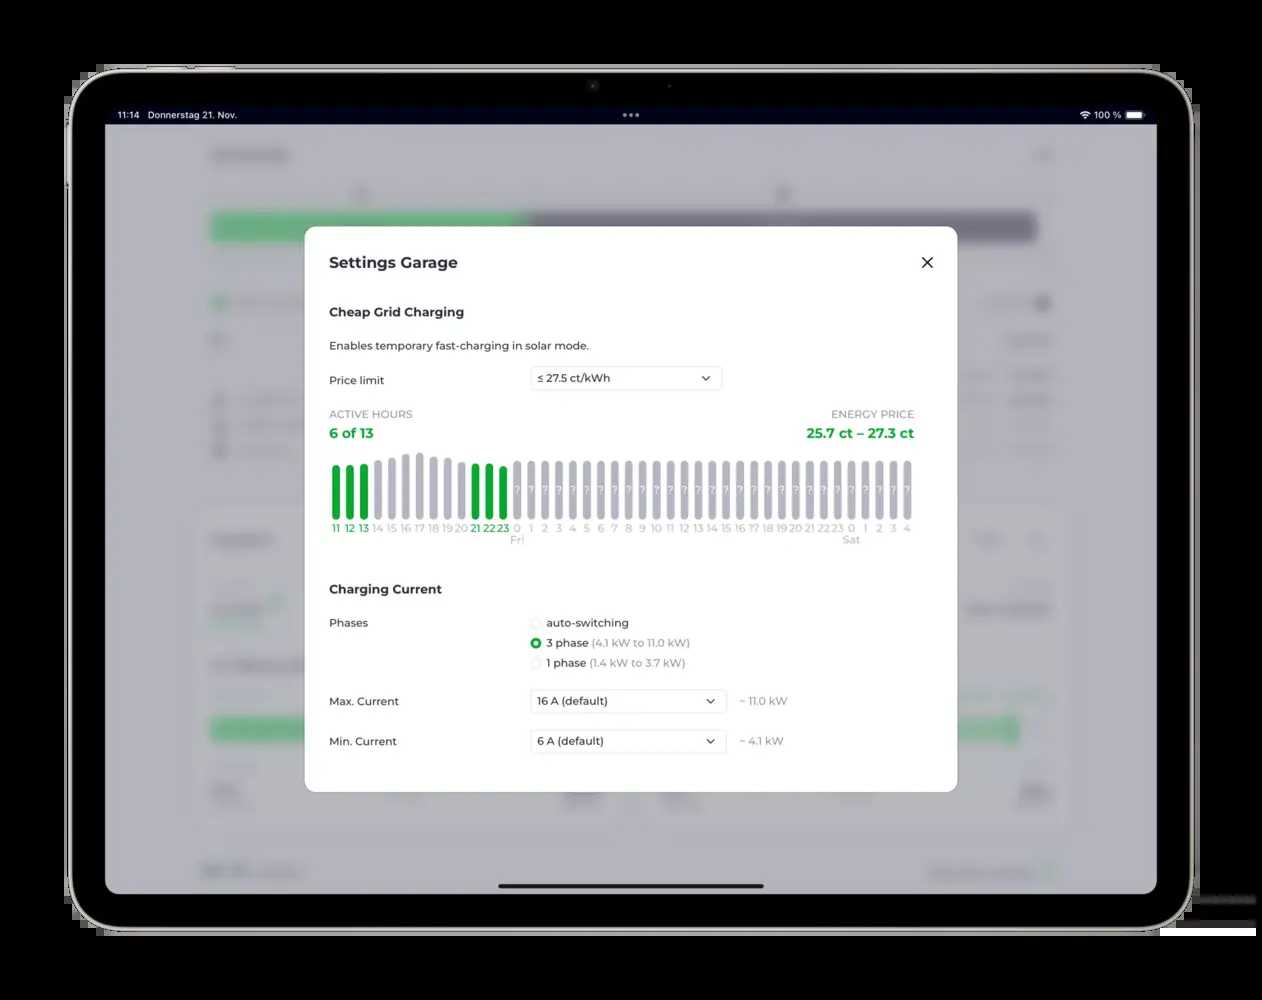 11:14 Donnerstag 21. Nov.
100 %
Settings Garage
Cheap Grid Charging
Enables temporary fast-charging in solar mode.
Price limit
≤ 27.5 ct/kWh
ACTIVE HOURS
ENERGY PRICE
6 of 13
25.7 ct – 27.3 ct
? ? ? ? ? ? ? ? ? ? ? ? ? ? ? ? ? ? ? ? ? ? ? ? ? ? ? ? ?
11 12 13 14 15 16 17 18 19 20 21 22 23 0 1 2 3 4 5 6 7 8 9 10 11 12 13 14 15 16 17 18 19 20 21 22 23 0 1 2 3 4
Fri Sat
Charging Current
Phases
auto-switching
3 phase (4.1 kW to 11.0 kW)
1 phase (1.4 kW to 3.7 kW)
Max. Current
16 A (default)
~ 11.0 kW
Min. Current
6 A (default)
~ 4.1 kW